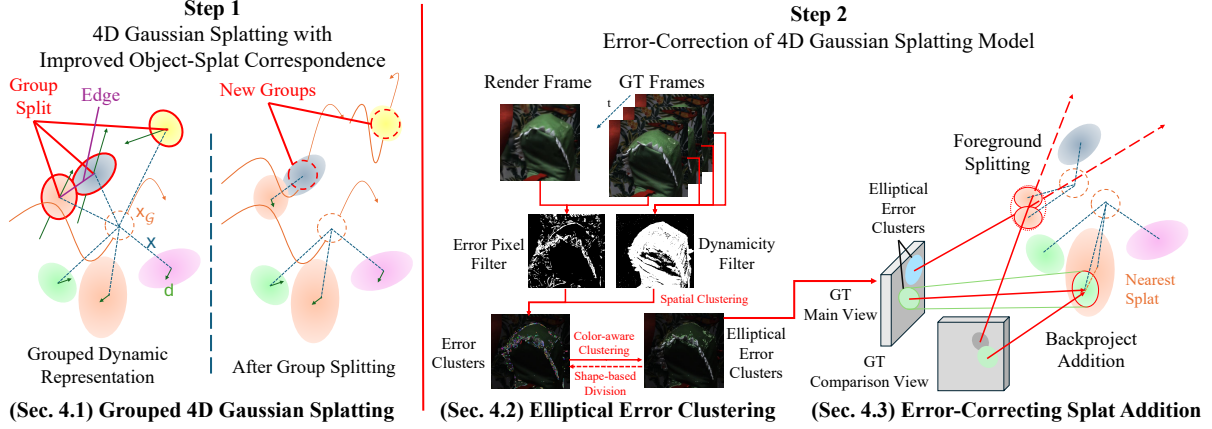 Step 1
4D Gaussian Splatting with
Improved Object-Splat Correspondence
Group
Split
Edge
New Groups
x𝒢
x
d
Grouped Dynamic
Representation
After Group Splitting
(Sec. 4.1) Grouped 4D Gaussian Splatting
Step 2
Error-Correction of 4D Gaussian Splatting Model
Render Frame
GT Frames
t
Error Pixel
Filter
Dynamicity
Filter
Spatial Clustering
Error
Clusters
Color-aware
Clustering
Shape-based
Division
Elliptical
Error
Clusters
(Sec. 4.2) Elliptical Error Clustering
Foreground
Splitting
Elliptical
Error
Clusters
GT
Main View
Nearest
Splat
Backproject
Addition
GT
Comparison View
(Sec. 4.3) Error-Correcting Splat Addition